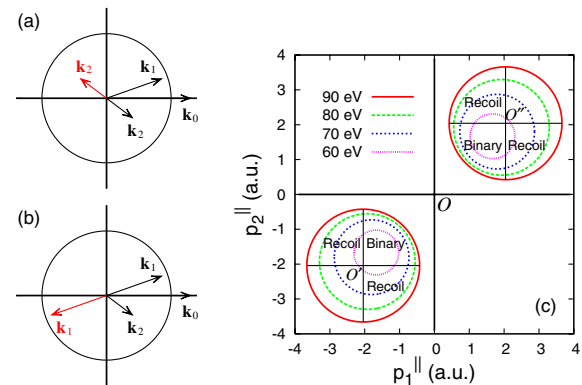 (a)
k₂
k₁
k₂
k₀
(b)
k₁
k₁
k₂
k₀
4
3
2
1
0
-1
-2
-3
-4
p₂^|| (a.u.)
90 eV
80 eV
70 eV
60 eV
Recoil
O''
Binary
Recoil
O
Recoil
Binary
O'
Recoil
(c)
-4 -3 -2 -1 0 1 2 3 4
p₁^|| (a.u.)